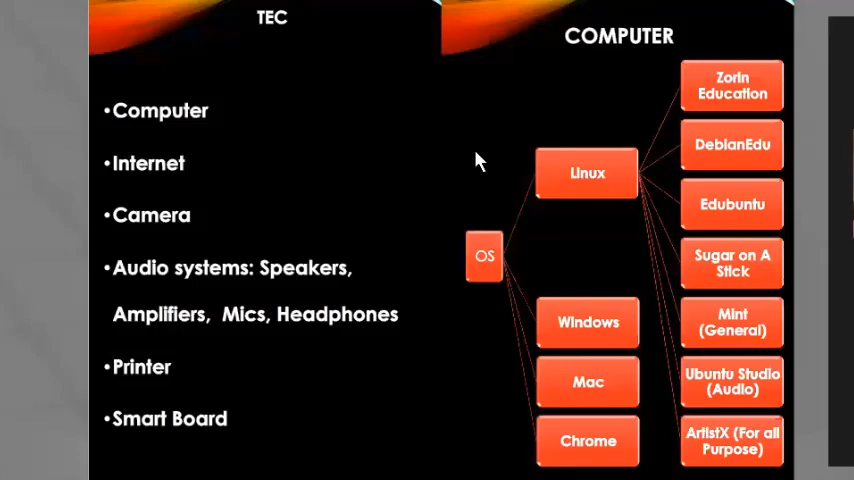 TEC
•Computer
•Internet
•Camera
•Audio systems: Speakers,
Amplifiers, Mics, Headphones
•Printer
•Smart Board
COMPUTER
OS
Linux
Windows
Mac
Chrome
Zorin
Education
DebianEdu
Edubuntu
Sugar on A
Stick
Mint
(General)
Ubuntu Studio
(Audio)
ArtistX (For all
Purpose)